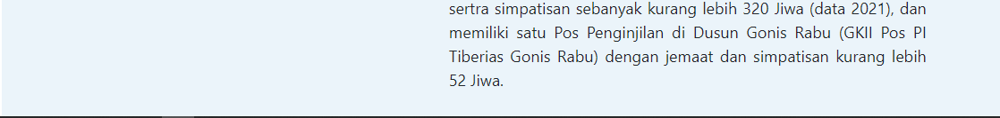 sertra simpatisan sebanyak kurang lebih 320 Jiwa (data 2021), dan
memiliki satu Pos Penginjilan di Dusun Gonis Rabu (GKII Pos PI
Tiberias Gonis Rabu) dengan jemaat dan simpatisan kurang lebih
52 Jiwa.